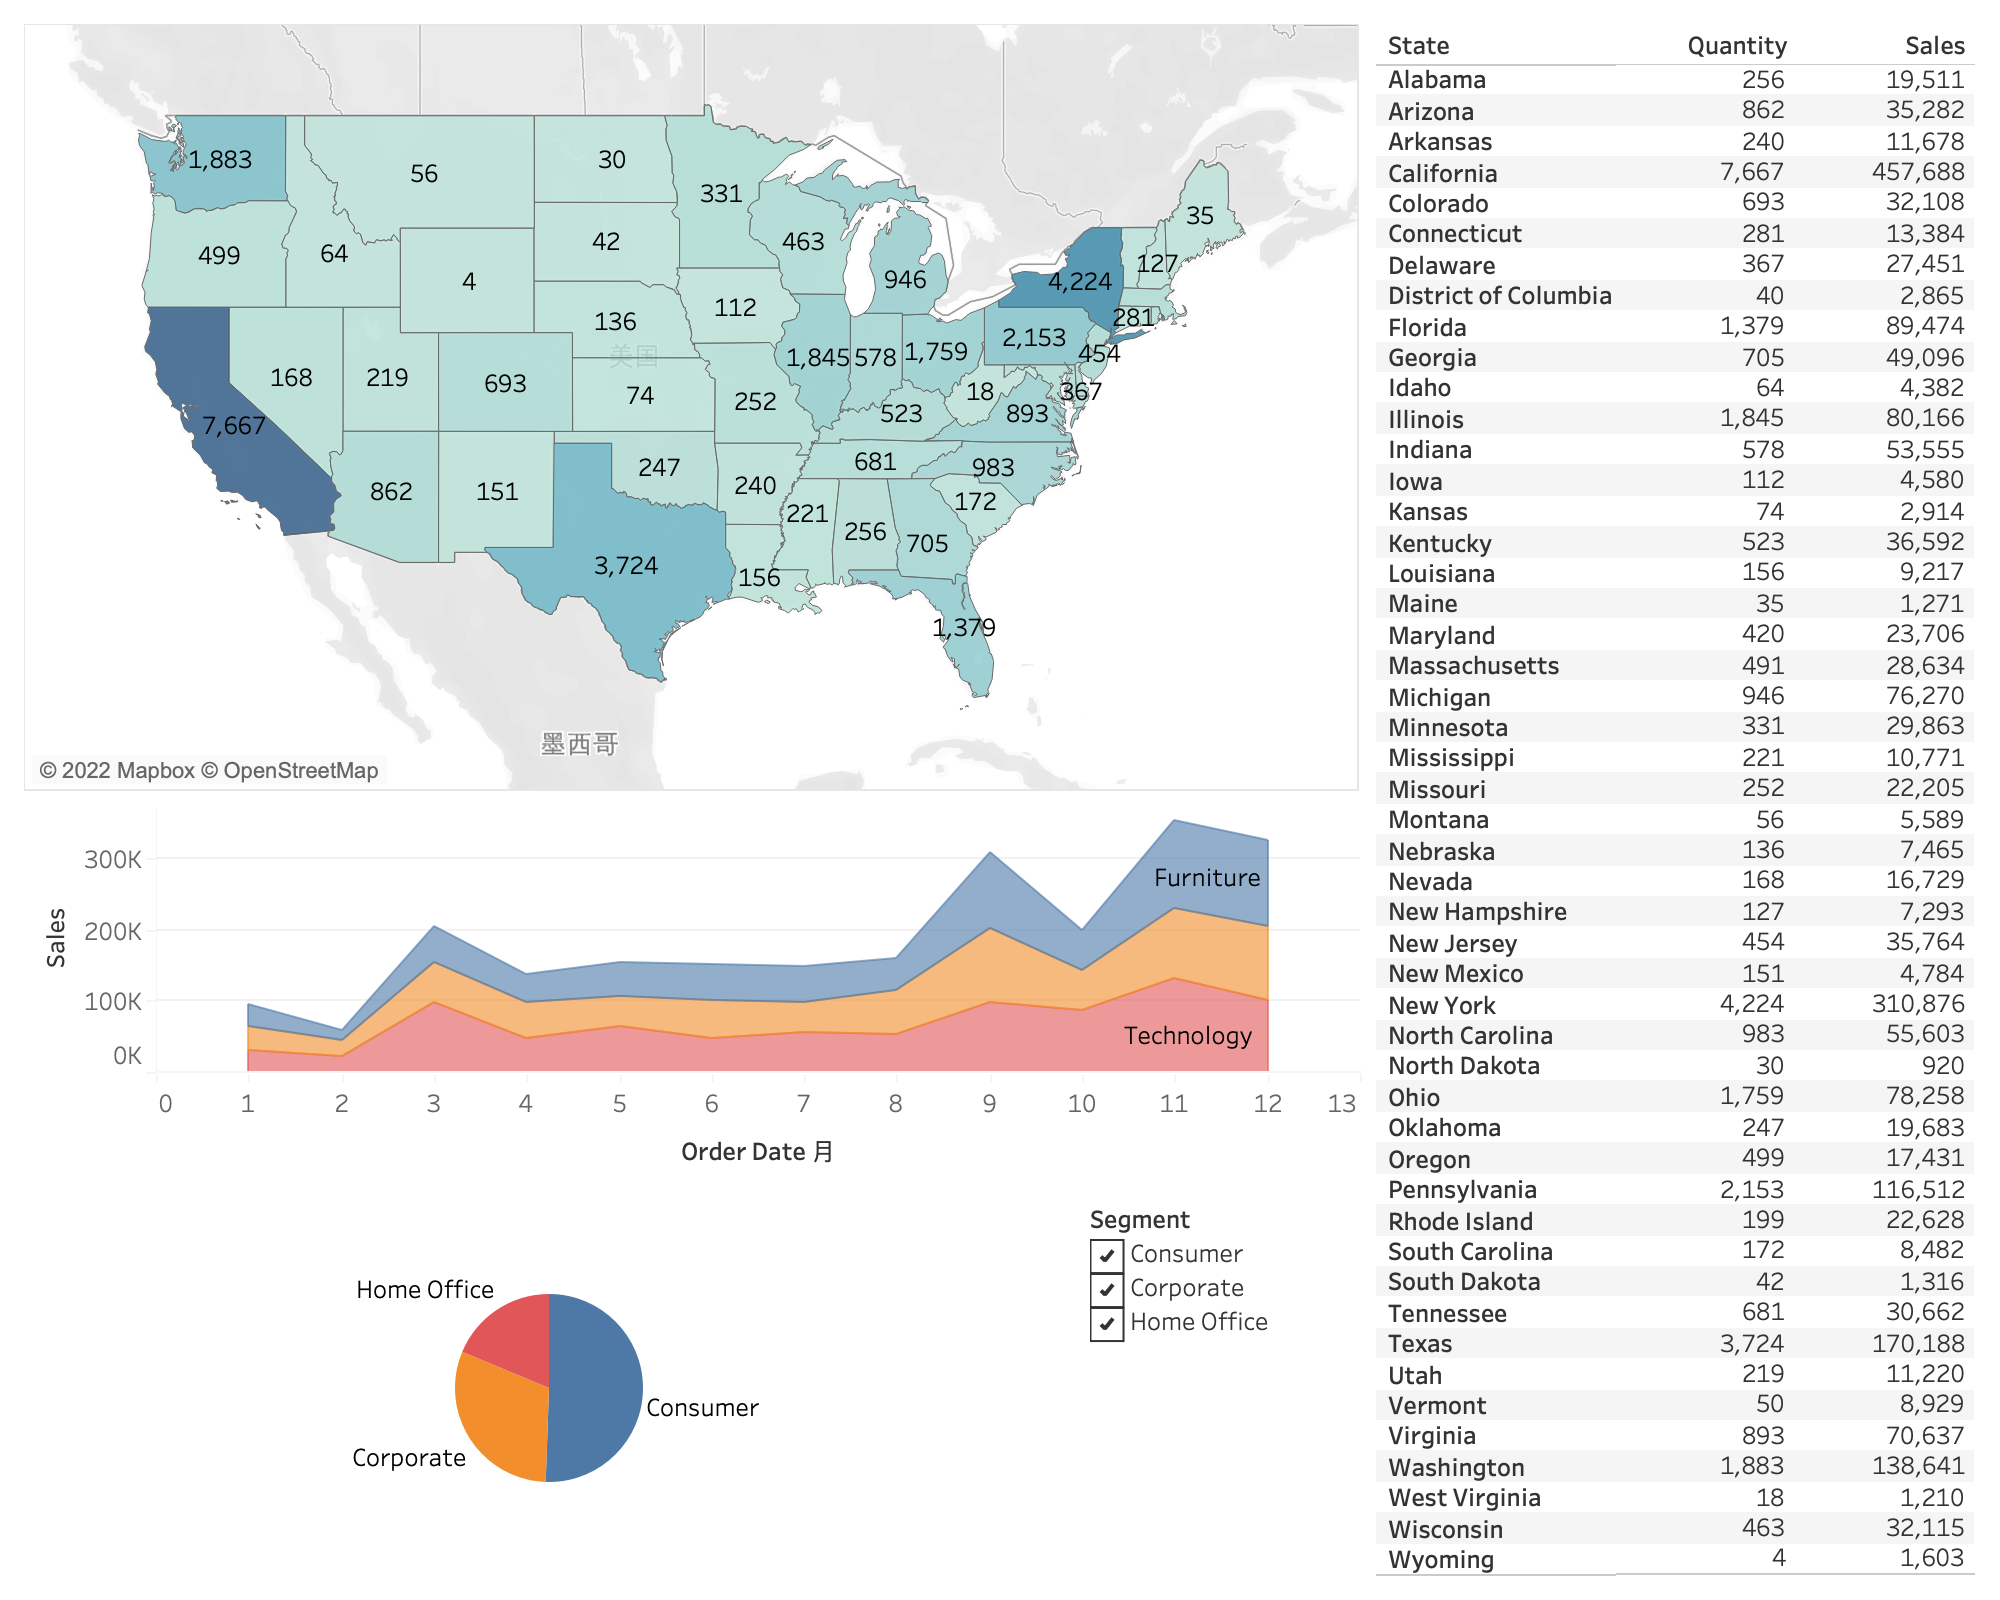 1,883
56
30
331
35
499
64
42
463
127
4
946
4,224
136
112
281
美国
1,845
578
1,759
2,153
454
168
219
693
74
252
18
367
7,667
523
893
862
151
247
240
681
983
221
256
172
705
3,724
156
1,379
墨西哥
© 2022 Mapbox © OpenStreetMap
Sales
300K
200K
100K
0K
Furniture
Technology
0 1 2 3 4 5 6 7 8 9 10 11 12 13
Order Date 月
Home Office
Corporate
Consumer
Segment
Consumer
Corporate
Home Office
State Quantity Sales
Alabama 256 19,511
Arizona 862 35,282
Arkansas 240 11,678
California 7,667 457,688
Colorado 693 32,108
Connecticut 281 13,384
Delaware 367 27,451
District of Columbia 40 2,865
Florida 1,379 89,474
Georgia 705 49,096
Idaho 64 4,382
Illinois 1,845 80,166
Indiana 578 53,555
Iowa 112 4,580
Kansas 74 2,914
Kentucky 523 36,592
Louisiana 156 9,217
Maine 35 1,271
Maryland 420 23,706
Massachusetts 491 28,634
Michigan 946 76,270
Minnesota 331 29,863
Mississippi 221 10,771
Missouri 252 22,205
Montana 56 5,589
Nebraska 136 7,465
Nevada 168 16,729
New Hampshire 127 7,293
New Jersey 454 35,764
New Mexico 151 4,784
New York 4,224 310,876
North Carolina 983 55,603
North Dakota 30 920
Ohio 1,759 78,258
Oklahoma 247 19,683
Oregon 499 17,431
Pennsylvania 2,153 116,512
Rhode Island 199 22,628
South Carolina 172 8,482
South Dakota 42 1,316
Tennessee 681 30,662
Texas 3,724 170,188
Utah 219 11,220
Vermont 50 8,929
Virginia 893 70,637
Washington 1,883 138,641
West Virginia 18 1,210
Wisconsin 463 32,115
Wyoming 4 1,603